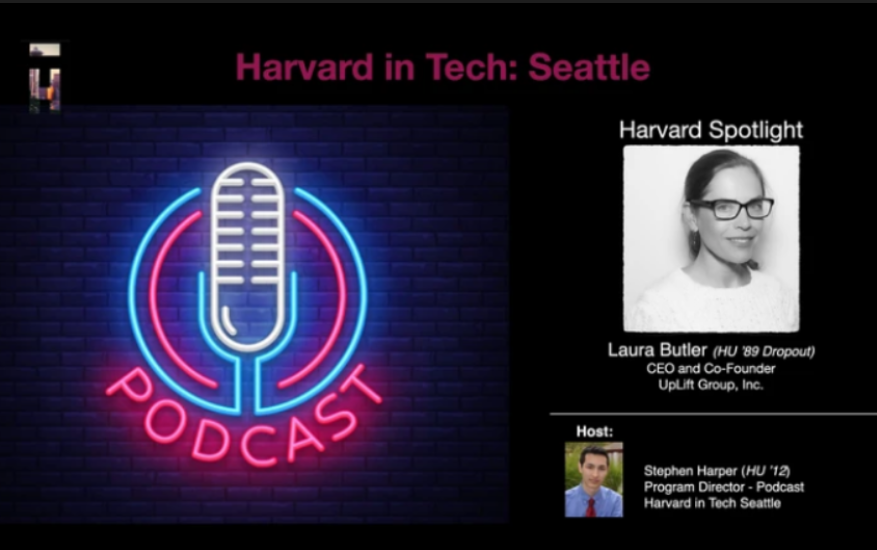 Harvard in Tech: Seattle
PODCAST
Harvard Spotlight
Laura Butler (HU '89 Dropout)
CEO and Co-Founder
UpLift Group, Inc.
Host:
Stephen Harper (HU '12)
Program Director - Podcast
Harvard in Tech Seattle